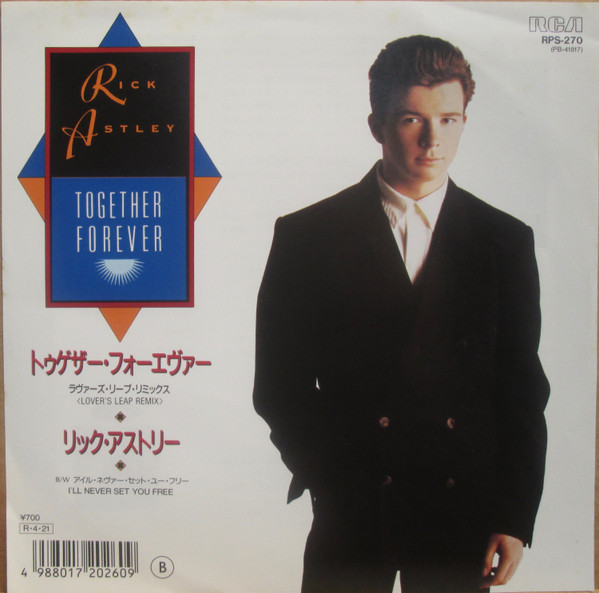 RCA
RPS-270
(PB-41817)
Rick
Astley
TOGETHER
FOREVER
トゥゲザー・フォーエヴァー
ラヴァーズ・リープ・リミックス
〈LOVER'S LEAP REMIX〉
リック・アストリー
B/W アイル・ネヴァー・セット・ユー・フリー
I'LL NEVER SET YOU FREE
¥700
R・4・21
4 988017 202609
B